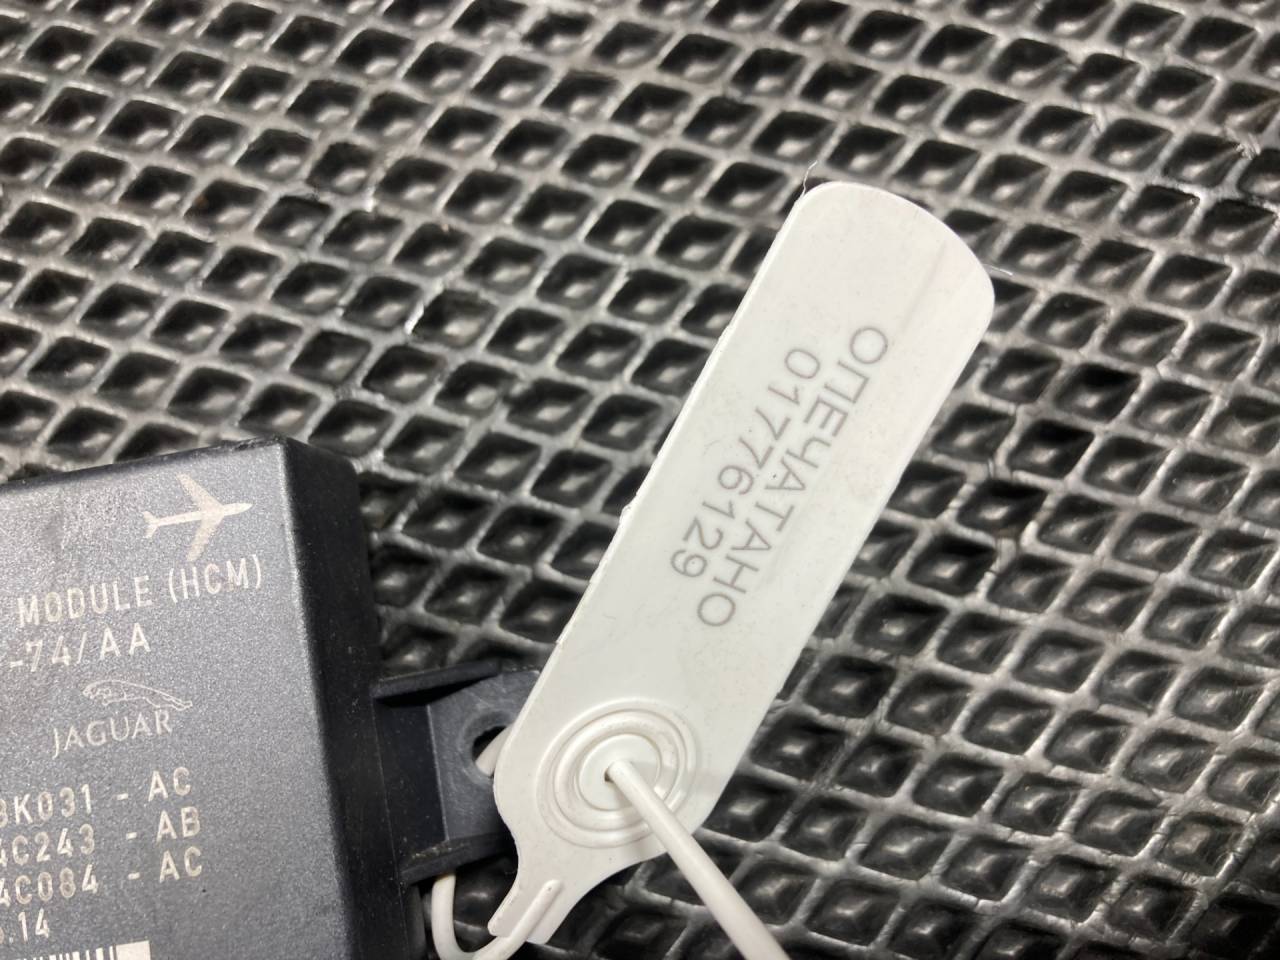 MODULE (HCM)
-74/AA
JAGUAR
3K031 - AC
4C243 - AB
4C084 - AC
.14
ОПЕЧАТАНО
01776129